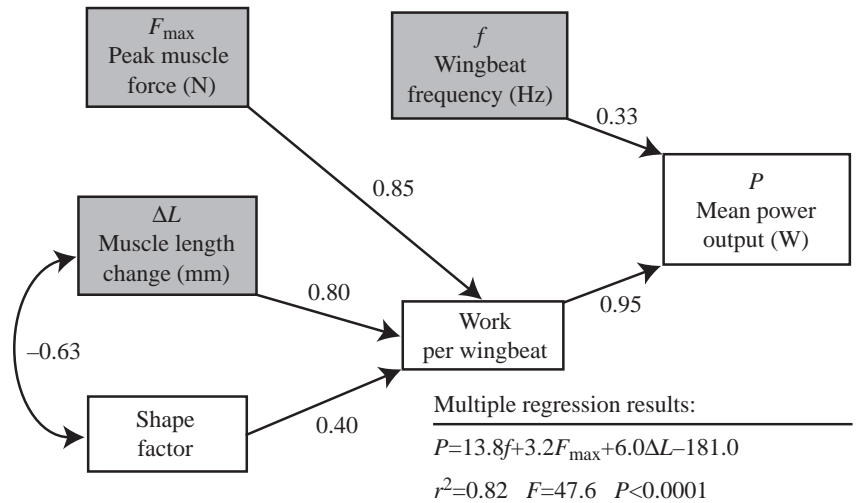 F_max
Peak muscle
force (N)
f
Wingbeat
frequency (Hz)
0.33
P
Mean power
output (W)
0.85
ΔL
Muscle length
change (mm)
0.80
0.95
Work
per wingbeat
–0.63
Shape
factor
0.40
Multiple regression results:
P=13.8f+3.2F_max+6.0ΔL–181.0
r²=0.82 F=47.6 P<0.0001